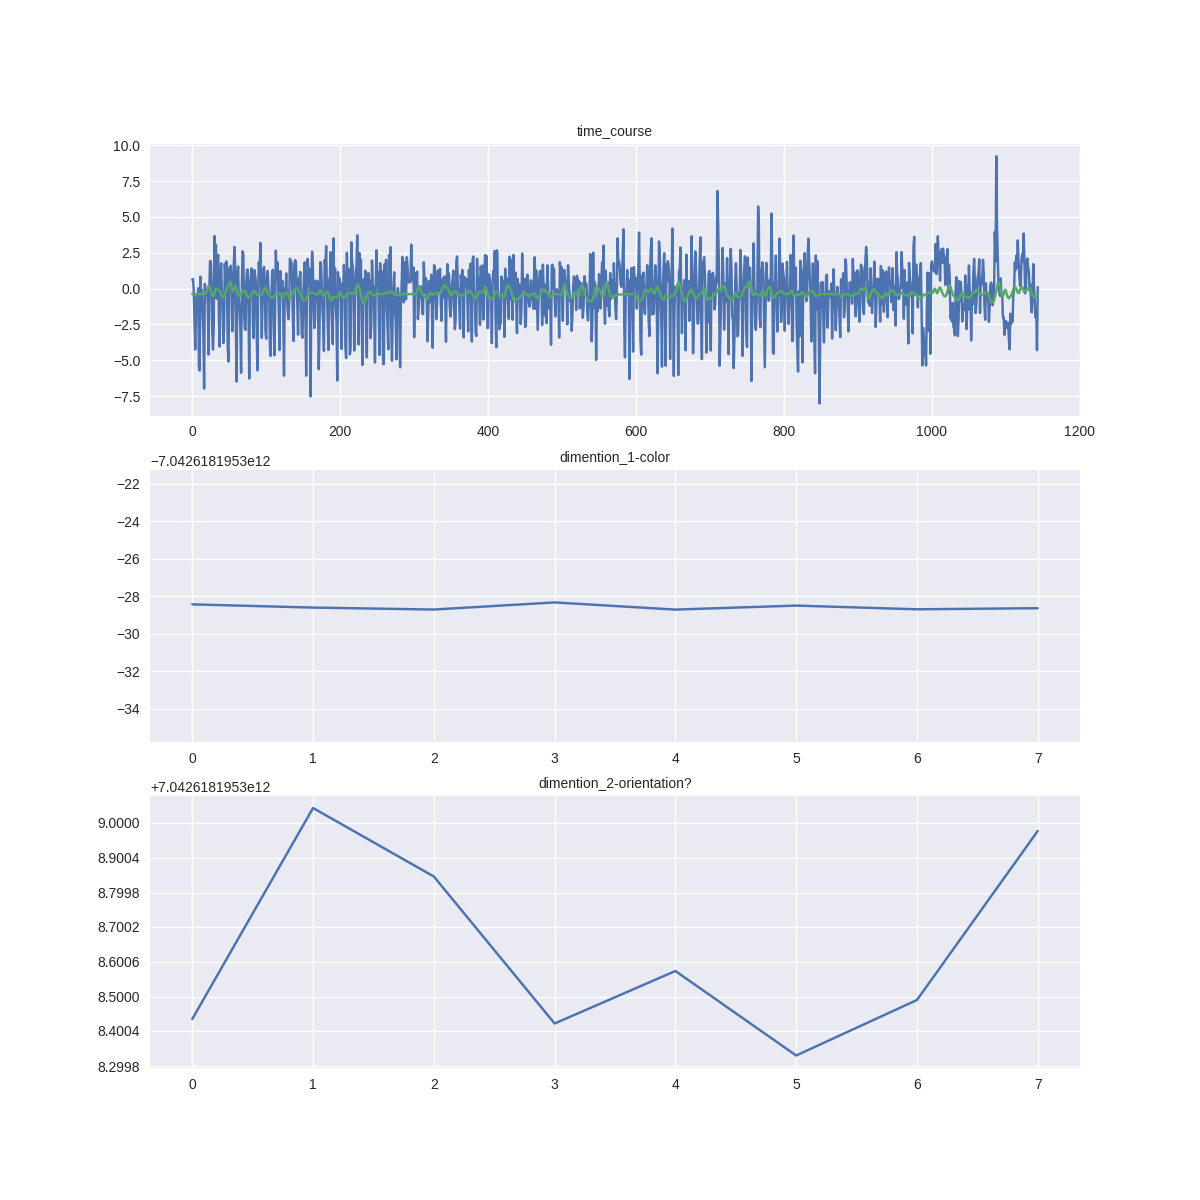 time_course
10.0
7.5
5.0
2.5
0.0
−2.5
−5.0
−7.5
0 200 400 600 800 1000 1200
−7.0426181953e12
dimention_1-color
−22
−24
−26
−28
−30
−32
−34
0 1 2 3 4 5 6 7
+7.0426181953e12
dimention_2-orientation?
9.0000
8.9004
8.7998
8.7002
8.6006
8.5000
8.4004
8.2998
0 1 2 3 4 5 6 7